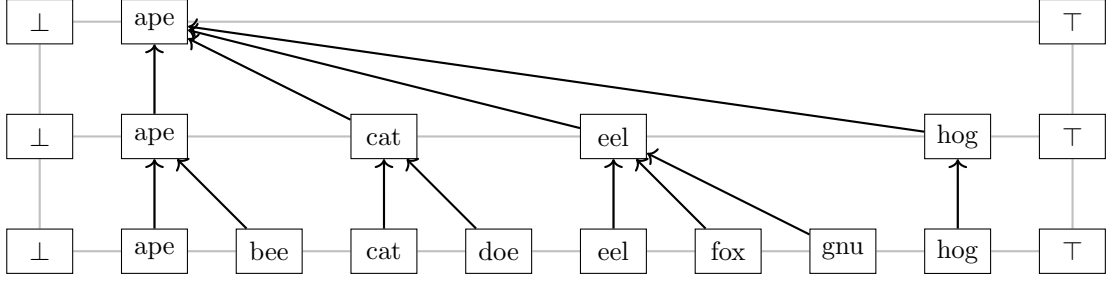 ⊥ ape ⊤
⊥ ape cat eel hog ⊤
⊥ ape bee cat doe eel fox gnu hog ⊤